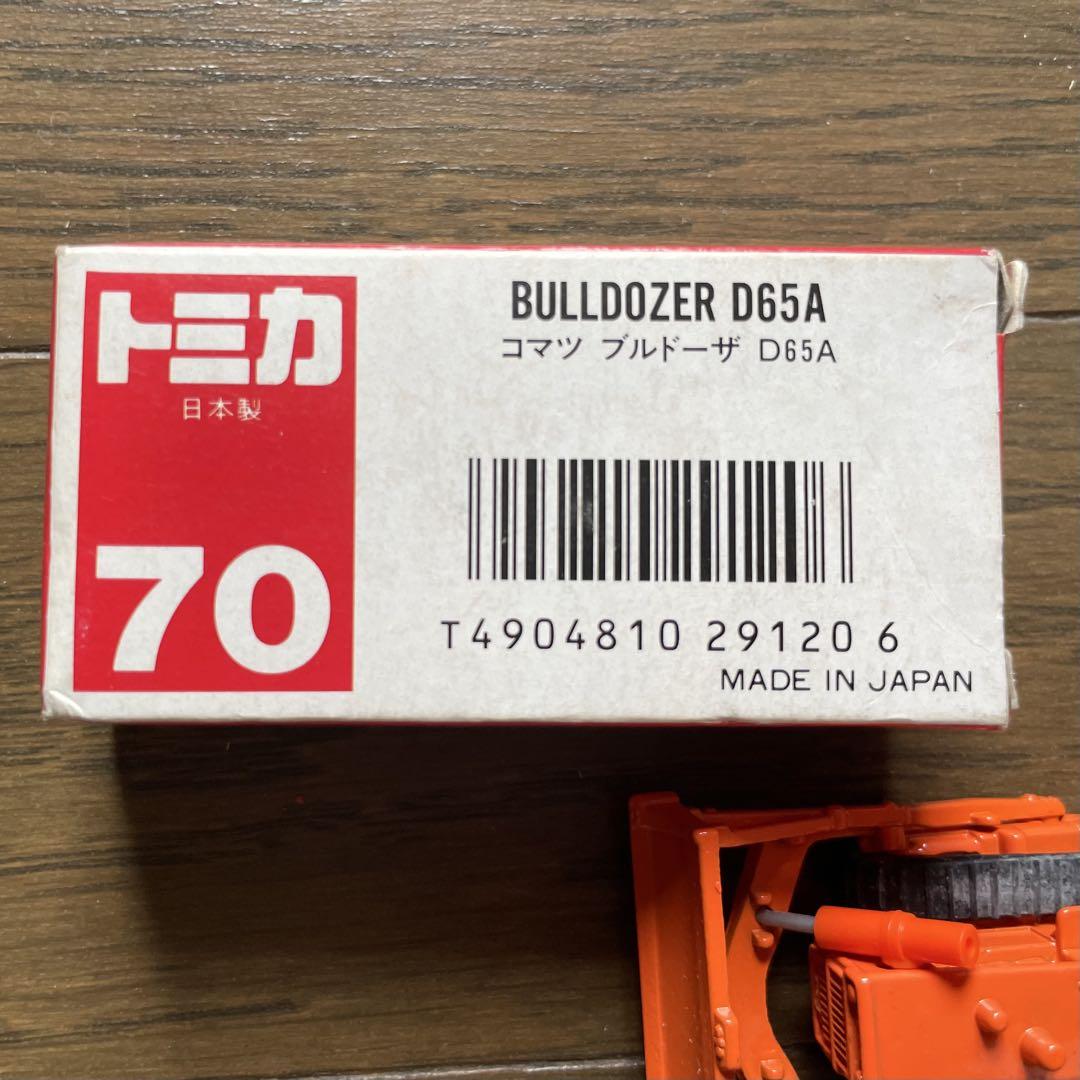 トミカ
日本製
70
BULLDOZER D65A
コマツ ブルドーザ D65A
T4904810 29120 6
MADE IN JAPAN